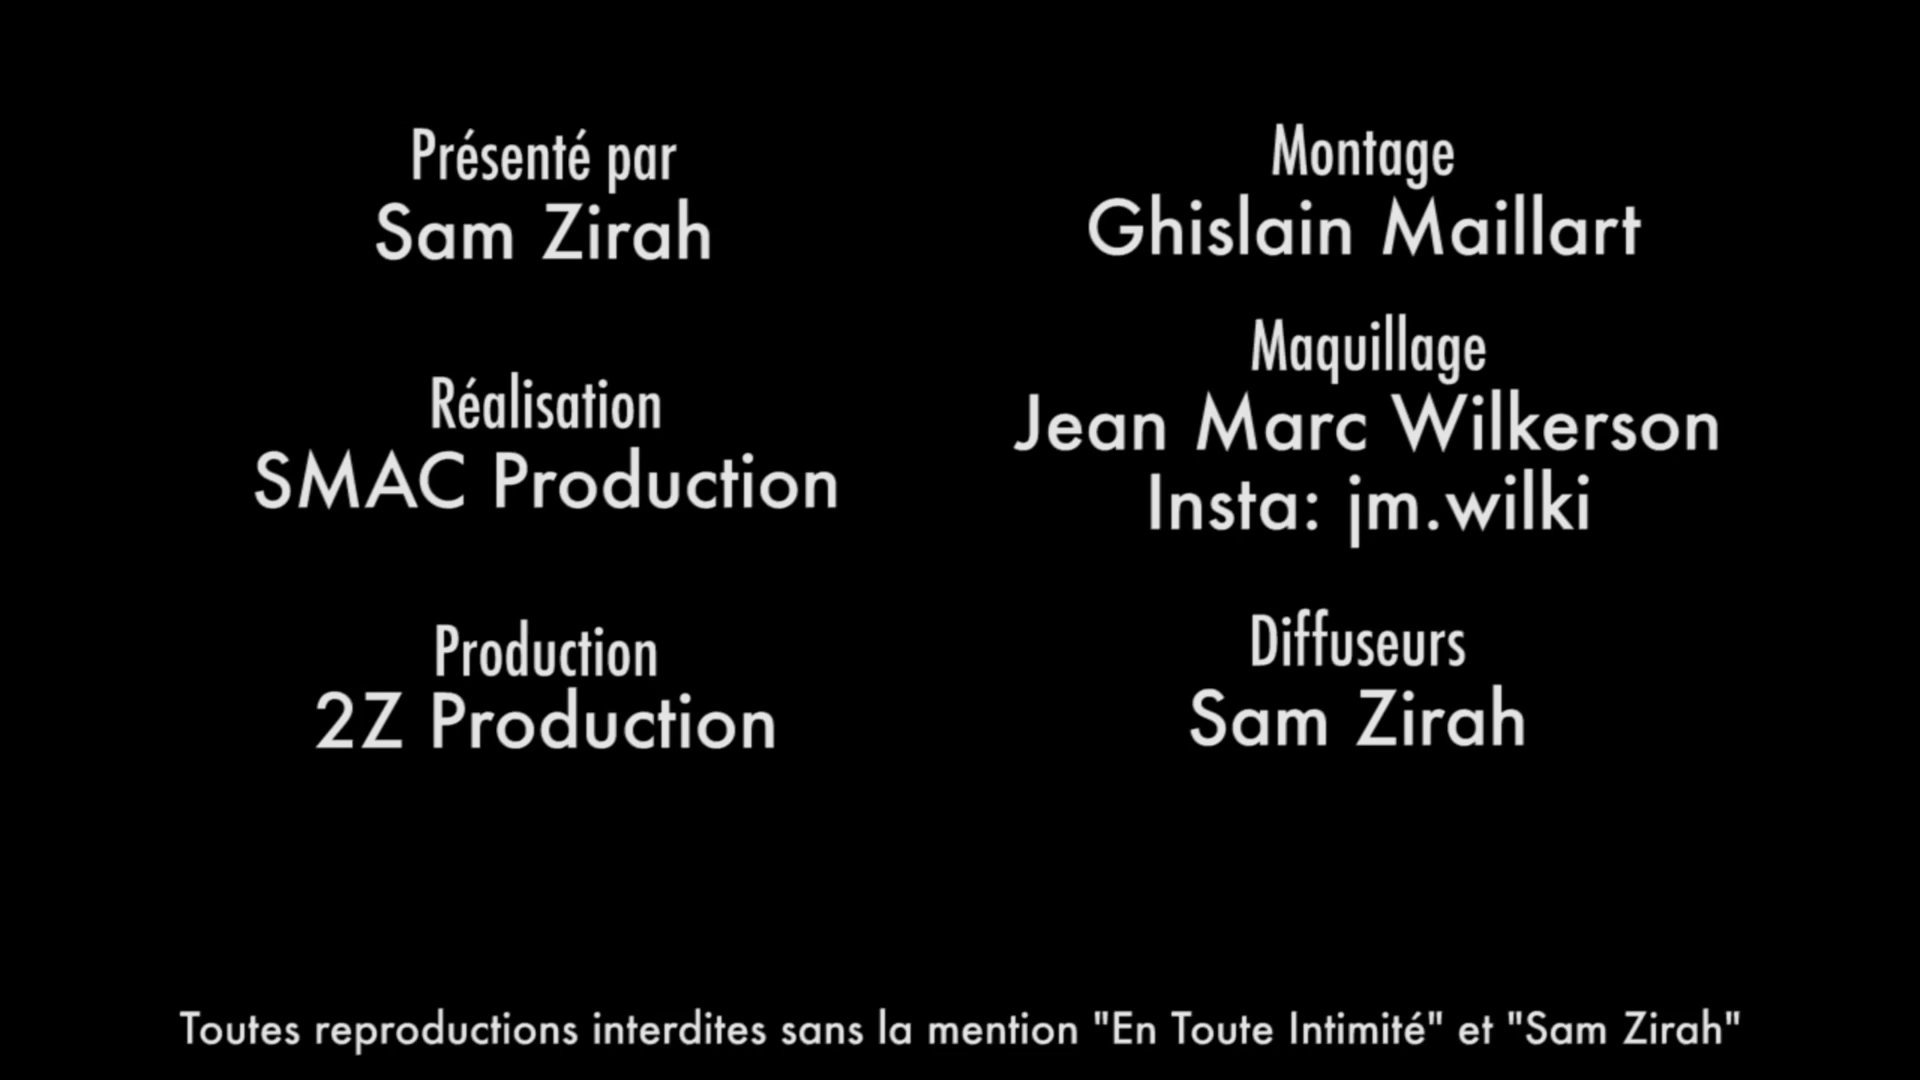 Présenté par
Sam Zirah
Réalisation
SMAC Production
Production
2Z Production
Montage
Ghislain Maillart
Maquillage
Jean Marc Wilkerson
Insta: jm.wilki
Diffuseurs
Sam Zirah
Toutes reproductions interdites sans la mention "En Toute Intimité" et "Sam Zirah"